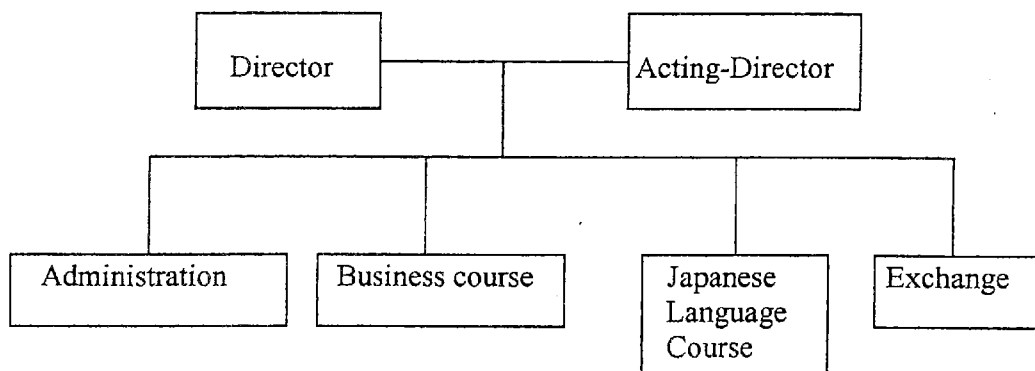 Director
Acting-Director
Administration
Business course
Japanese
Language
Course
Exchange